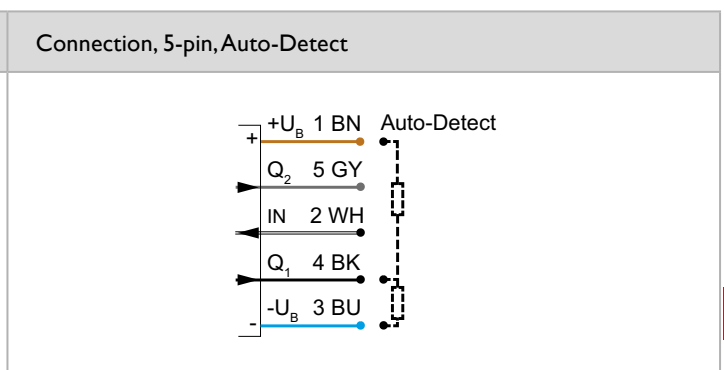 Connection, 5-pin, Auto-Detect
+U_B 1 BN Auto-Detect
+
Q_2 5 GY
IN 2 WH
Q_1 4 BK
-U_B 3 BU
-